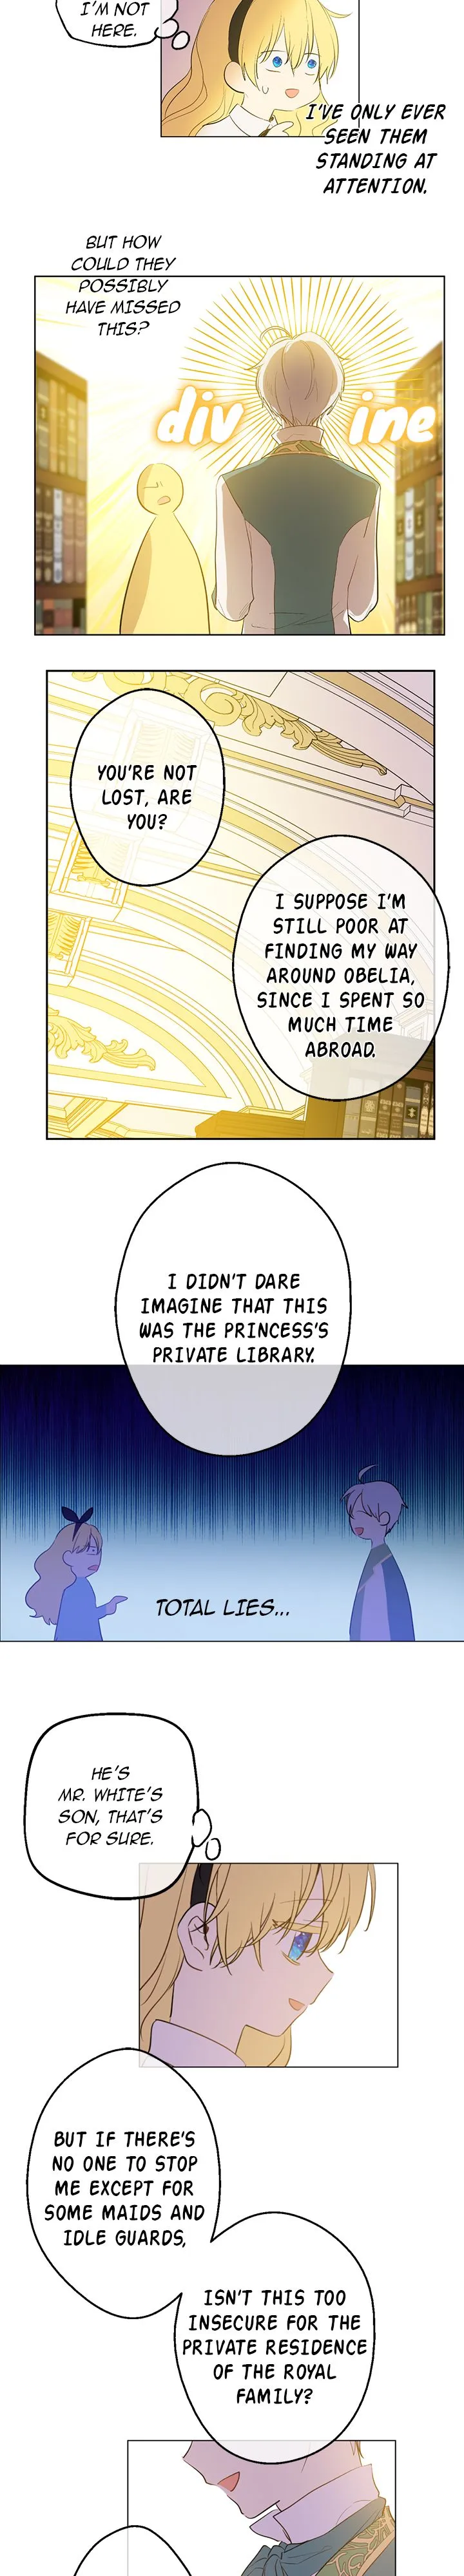 I'M NOT
HERE.
I'VE ONLY EVER
SEEN THEM
STANDING AT
ATTENTION.
BUT HOW
COULD THEY
POSSIBLY
HAVE MISSED
THIS?
div ine
YOU'RE NOT
LOST, ARE
YOU?
I SUPPOSE I'M
STILL POOR AT
FINDING MY WAY
AROUND OBELIA,
SINCE I SPENT SO
MUCH TIME
ABROAD.
I DIDN'T DARE
IMAGINE THAT THIS
WAS THE PRINCESS'S
PRIVATE LIBRARY.
TOTAL LIES...
HE'S
MR. WHITE'S
SON, THAT'S
FOR SURE.
BUT IF THERE'S
NO ONE TO STOP
ME EXCEPT FOR
SOME MAIDS AND
IDLE GUARDS,
ISN'T THIS TOO
INSECURE FOR THE
PRIVATE RESIDENCE
OF THE ROYAL
FAMILY?